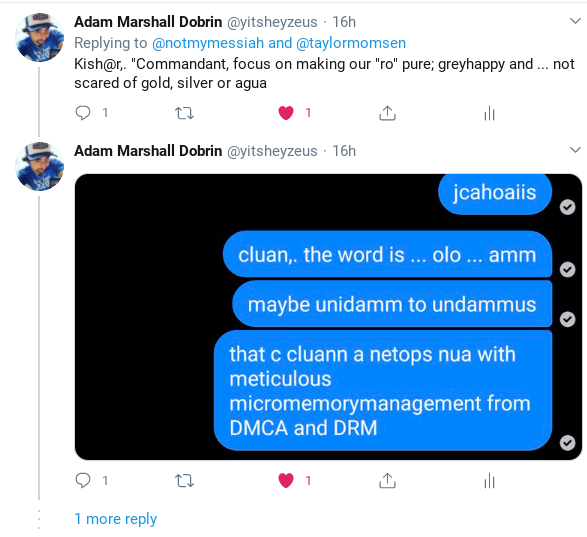 Adam Marshall Dobrin @yitsheyzeus · 16h
Replying to @notmymessiah and @taylormomsen
Kish@r,. "Commandant, focus on making our "ro" pure; greyhappy and ... not
scared of gold, silver or agua
1 1
Adam Marshall Dobrin @yitsheyzeus · 16h
jcahoaiis
cluan,. the word is ... olo ... amm
maybe unidamm to undammus
that c cluann a netops nua with
meticulous
micromemorymanagement from
DMCA and DRM
1 1
1 more reply